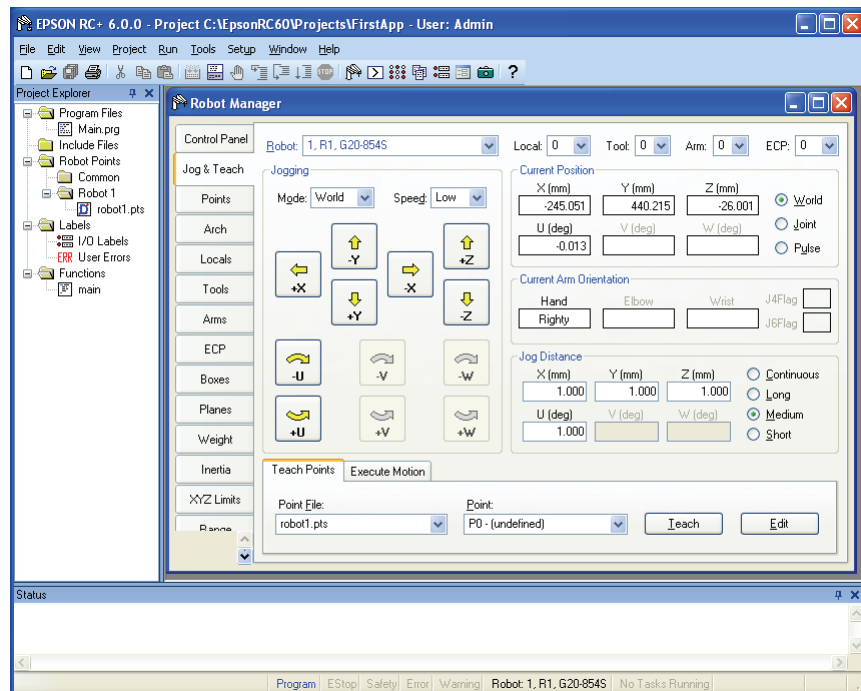 EPSON RC+ 6.0.0 - Project C:\EpsonRC60\Projects\FirstApp - User: Admin
File Edit View Project Run Tools Setup Window Help
Project Explorer
Program Files
Main.prg
Include Files
Robot Points
Common
Robot 1
robot1.pts
Labels
I/O Labels
ERR User Errors
Functions
main
Robot Manager
Control Panel
Jog & Teach
Points
Arch
Locals
Tools
Arms
ECP
Boxes
Planes
Weight
Inertia
XYZ Limits
Range
Robot: 1, R1, G20-854S Local: 0 Tool: 0 Arm: 0 ECP: 0
Jogging
Mode: World Speed: Low
-Y +Z
+X -X
+Y -Z
-U -V -W
+U +V +W
Current Position
X (mm) Y (mm) Z (mm)
-245.051 440.215 -26.001
U (deg) V (deg) W (deg)
-0.013
World
Joint
Pulse
Current Arm Orientation
Hand Elbow Wrist J4Flag
Righty J6Flag
Jog Distance
X (mm) Y (mm) Z (mm)
1.000 1.000 1.000
U (deg) V (deg) W (deg)
1.000
Continuous
Long
Medium
Short
Teach Points Execute Motion
Point File: Point:
robot1.pts P0 - (undefined) Teach Edit
Status
Program EStop Safety Error Warning Robot: 1, R1, G20-854S No Tasks Running